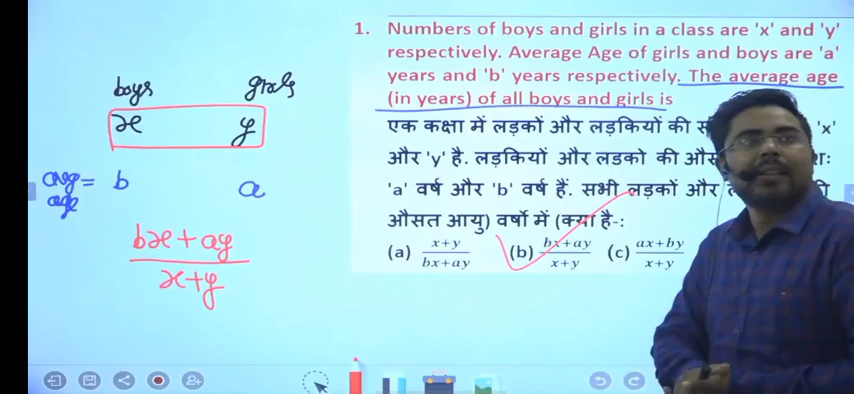 1. Numbers of boys and girls in a class are 'x' and 'y'
respectively. Average Age of girls and boys are 'a'
years and 'b' years respectively. The average age
(in years) of all boys and girls is
एक कक्षा में लड़कों और लड़कियों की 'x'
और 'y' है. लड़कियों और लडको की
'a' वर्ष और 'b' वर्ष हैं. सभी लड़कों और
औसत आयु) वर्षो में (क्या है-:
(a) x+y / bx+ay (b) bx+ay / x+y (c) ax+by / x+y
boys girls
x y
avg age = b a
bx+ay / x+y